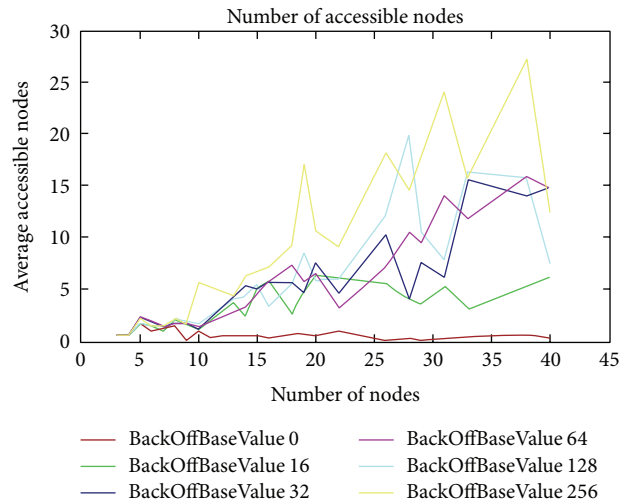 Number of accessible nodes
30
25
20
15
10
5
0
Average accessible nodes
0 5 10 15 20 25 30 35 40 45
Number of nodes
BackOffBaseValue 0
BackOffBaseValue 16
BackOffBaseValue 32
BackOffBaseValue 64
BackOffBaseValue 128
BackOffBaseValue 256